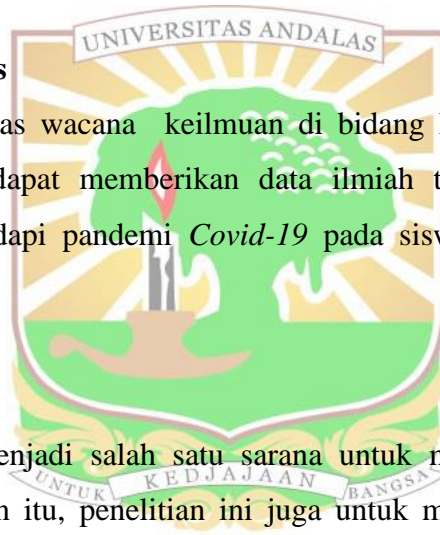 UNIVERSITAS ANDALAS
s
as wacana keilmuan di bidang
dapat memberikan data ilmiah
dapi pandemi Covid-19 pada sisw
enjadi salah satu sarana untuk m
UNTUK KEDJAJAAN BANGSA
n itu, penelitian ini juga untuk m